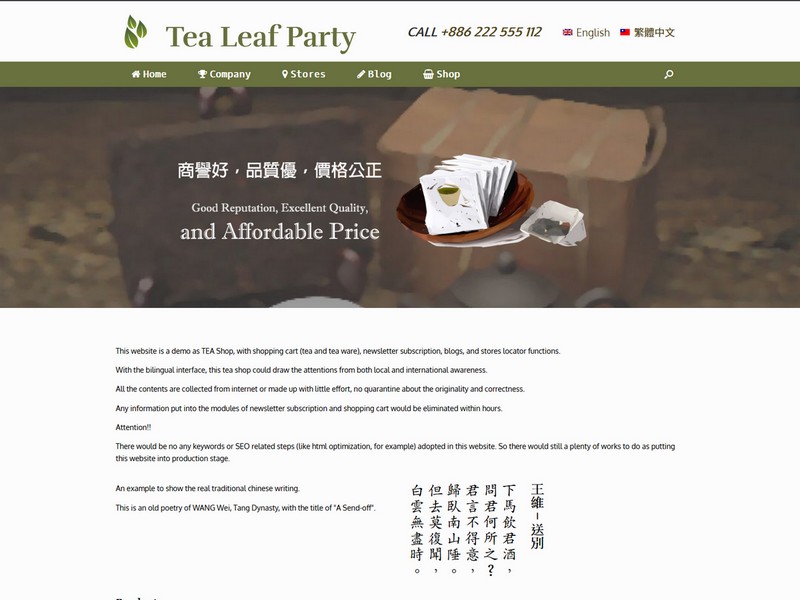 Tea Leaf Party
CALL +886 222 555 112
English
繁體中文
Home
Company
Stores
Blog
Shop
商譽好，品質優，價格公正
Good Reputation, Excellent Quality,
and Affordable Price
This website is a demo as TEA Shop, with shopping cart (tea and tea ware), newsletter subscription, blogs, and stores locator functions.
With the bilingual interface, this tea shop could draw the attentions from both local and international awareness.
All the contents are collected from internet or made up with little effort, no quarantine about the originality and correctness.
Any information put into the modules of newsletter subscription and shopping cart would be eliminated within hours.
Attention!!
There would be no any keywords or SEO related steps (like html optimization, for example) adopted in this website. So there would still a plenty of works to do as putting
this website into production stage.
An example to show the real traditional chinese writing.
This is an old poetry of WANG Wei, Tang Dynasty, with the title of "A Send-off".
王維－送別
下馬飲君酒，
問君何所之？
君言不得意，
歸臥南山陲。
但去莫復聞，
白雲無盡時。